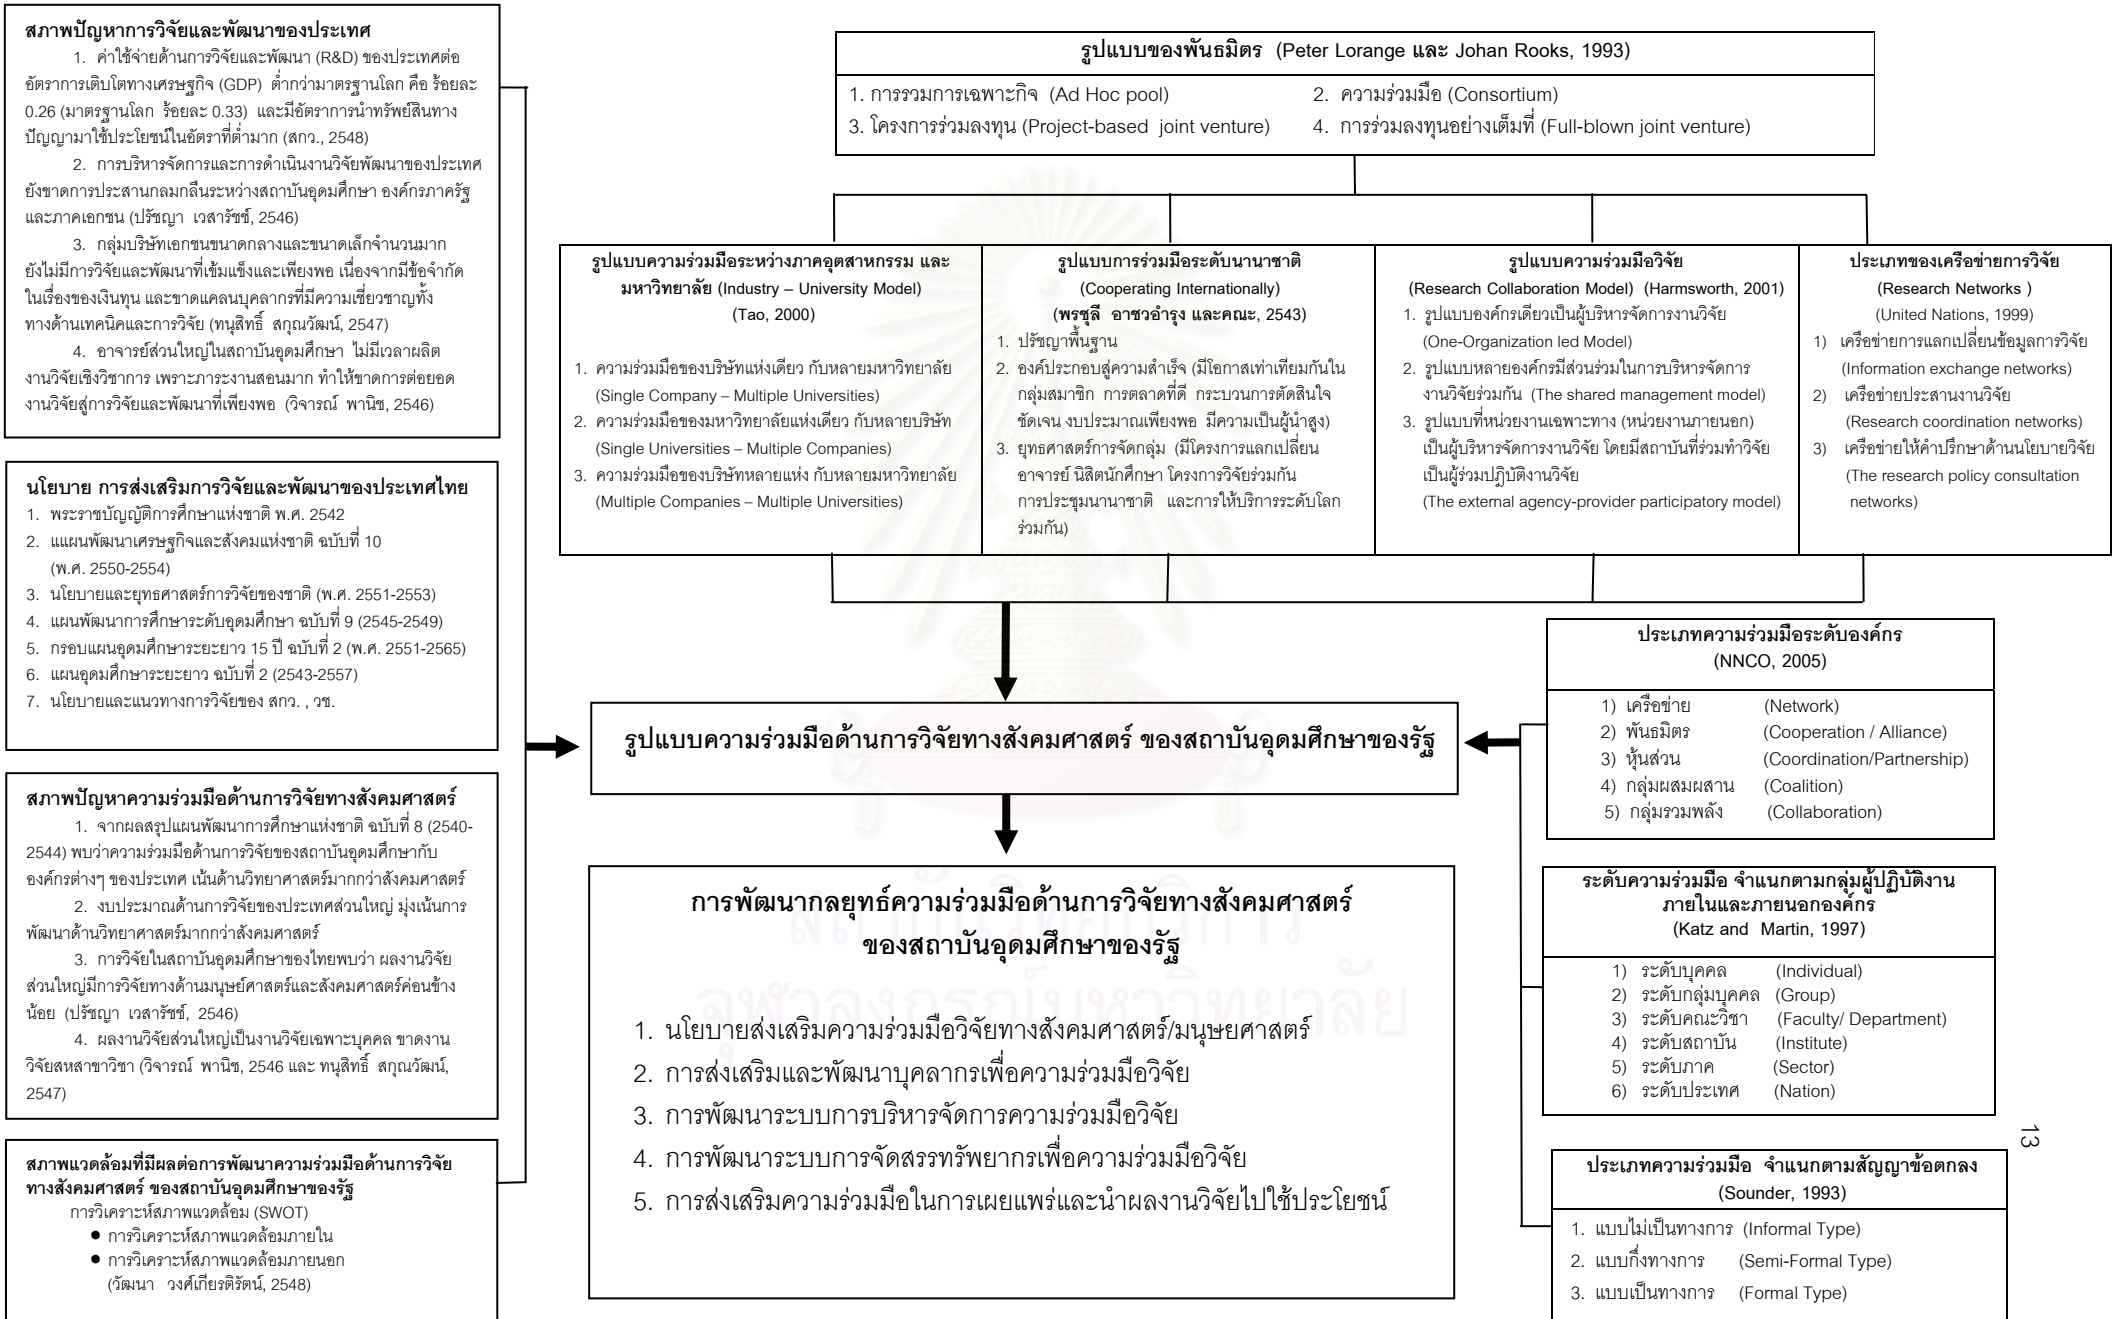 สภาพปัญหาการวิจัยและพัฒนาของประเทศ
1. ค่าใช้จ่ายด้านการวิจัยและพัฒนา (R&D) ของประเทศต่อ
อัตราการเติบโตทางเศรษฐกิจ (GDP) ต่ำกว่ามาตรฐานโลก คือ ร้อยละ
0.26 (มาตรฐานโลก ร้อยละ 0.33) และมีอัตราการนำทรัพย์สินทาง
ปัญญามาใช้ประโยชน์ในอัตราที่ต่ำมาก (สกว., 2548)
2. การบริหารจัดการและการดำเนินงานวิจัยพัฒนาของประเทศ
ยังขาดการประสานกลมกลืนระหว่างสถาบันอุดมศึกษา องค์กรภาครัฐ
และภาคเอกชน (ปรัชญา เวสารัชช์, 2546)
3. กลุ่มบริษัทเอกชนขนาดกลางและขนาดเล็กจำนวนมาก
ยังไม่มีการวิจัยและพัฒนาที่เข้มแข็งและเพียงพอ เนื่องจากมีข้อจำกัด
ในเรื่องของเงินทุน และขาดแคลนบุคลากรที่มีความเชี่ยวชาญทั้ง
ทางด้านเทคนิคและการวิจัย (ทนุสิทธิ์ สกุณวัฒน์, 2547)
4. อาจารย์ส่วนใหญ่ในสถาบันอุดมศึกษา ไม่มีเวลาผลิต
งานวิจัยเชิงวิชาการ เพราะภาระงานสอนมาก ทำให้ขาดการต่อยอด
งานวิจัยสู่การวิจัยและพัฒนาที่เพียงพอ (วิจารณ์ พานิช, 2546)
นโยบาย การส่งเสริมการวิจัยและพัฒนาของประเทศไทย
1. พระราชบัญญัติการศึกษาแห่งชาติ พ.ศ. 2542
2. แแผนพัฒนาเศรษฐกิจและสังคมแห่งชาติ ฉบับที่ 10
(พ.ศ. 2550-2554)
3. นโยบายและยุทธศาสตร์การวิจัยของชาติ (พ.ศ. 2551-2553)
4. แผนพัฒนาการศึกษาระดับอุดมศึกษา ฉบับที่ 9 (2545-2549)
5. กรอบแผนอุดมศึกษาระยะยาว 15 ปี ฉบับที่ 2 (พ.ศ. 2551-2565)
6. แผนอุดมศึกษาระยะยาว ฉบับที่ 2 (2543-2557)
7. นโยบายและแนวทางการวิจัยของ สกว. , วช.
สภาพปัญหาความร่วมมือด้านการวิจัยทางสังคมศาสตร์
1. จากผลสรุปแผนพัฒนาการศึกษาแห่งชาติ ฉบับที่ 8 (2540-
2544) พบว่าความร่วมมือด้านการวิจัยของสถาบันอุดมศึกษากับ
องค์กรต่างๆ ของประเทศ เน้นด้านวิทยาศาสตร์มากกว่าสังคมศาสตร์
2. งบประมาณด้านการวิจัยของประเทศส่วนใหญ่ มุ่งเน้นการ
พัฒนาด้านวิทยาศาสตร์มากกว่าสังคมศาสตร์
3. การวิจัยในสถาบันอุดมศึกษาของไทยพบว่า ผลงานวิจัย
ส่วนใหญ่มีการวิจัยทางด้านมนุษย์ศาสตร์และสังคมศาสตร์ค่อนข้าง
น้อย (ปรัชญา เวสารัชช์, 2546)
4. ผลงานวิจัยส่วนใหญ่เป็นงานวิจัยเฉพาะบุคคล ขาดงาน
วิจัยสหสาขาวิชา (วิจารณ์ พานิช, 2546 และ ทนุสิทธิ์ สกุณวัฒน์,
2547)
สภาพแวดล้อมที่มีผลต่อการพัฒนาความร่วมมือด้านการวิจัย
ทางสังคมศาสตร์ ของสถาบันอุดมศึกษาของรัฐ
การวิเคราะห์สภาพแวดล้อม (SWOT)
● การวิเคราะห์สภาพแวดล้อมภายใน
● การวิเคราะห์สภาพแวดล้อมภายนอก
(วัฒนา วงศ์เกียรติรัตน์, 2548)
รูปแบบของพันธมิตร (Peter Lorange และ Johan Rooks, 1993)
1. การรวมการเฉพาะกิจ (Ad Hoc pool) 2. ความร่วมมือ (Consortium)
3. โครงการร่วมลงทุน (Project-based joint venture) 4. การร่วมลงทุนอย่างเต็มที่ (Full-blown joint venture)
รูปแบบความร่วมมือระหว่างภาคอุตสาหกรรม และ
มหาวิทยาลัย (Industry – University Model)
(Tao, 2000)
1. ความร่วมมือของบริษัทแห่งเดียว กับหลายมหาวิทยาลัย
(Single Company – Multiple Universities)
2. ความร่วมมือของมหาวิทยาลัยแห่งเดียว กับหลายบริษัท
(Single Universities – Multiple Companies)
3. ความร่วมมือของบริษัทหลายแห่ง กับหลายมหาวิทยาลัย
(Multiple Companies – Multiple Universities)
รูปแบบการร่วมมือระดับนานาชาติ
(Cooperating Internationally)
(พรชุลี อาชวอำรุง และคณะ, 2543)
1. ปรัชญาพื้นฐาน
2. องค์ประกอบสู่ความสำเร็จ (มีโอกาสเท่าเทียมกันใน
กลุ่มสมาชิก การตลาดที่ดี กระบวนการตัดสินใจ
ชัดเจน งบประมาณเพียงพอ มีความเป็นผู้นำสูง)
3. ยุทธศาสตร์การจัดกลุ่ม (มีโครงการแลกเปลี่ยน
อาจารย์ นิสิตนักศึกษา โครงการวิจัยร่วมกัน
การประชุมนานาชาติ และการให้บริการระดับโลก
ร่วมกัน)
รูปแบบความร่วมมือวิจัย
(Research Collaboration Model) (Harmsworth, 2001)
1. รูปแบบองค์กรเดียวเป็นผู้บริหารจัดการงานวิจัย
(One-Organization led Model)
2. รูปแบบหลายองค์กรมีส่วนร่วมในการบริหารจัดการ
งานวิจัยร่วมกัน (The shared management model)
3. รูปแบบที่หน่วยงานเฉพาะทาง (หน่วยงานภายนอก)
เป็นผู้บริหารจัดการงานวิจัย โดยมีสถาบันที่ร่วมทำวิจัย
เป็นผู้ร่วมปฏิบัติงานวิจัย
(The external agency-provider participatory model)
ประเภทของเครือข่ายการวิจัย
(Research Networks )
(United Nations, 1999)
1) เครือข่ายการแลกเปลี่ยนข้อมูลการวิจัย
(Information exchange networks)
2) เครือข่ายประสานงานวิจัย
(Research coordination networks)
3) เครือข่ายให้คำปรึกษาด้านนโยบายวิจัย
(The research policy consultation
networks)
รูปแบบความร่วมมือด้านการวิจัยทางสังคมศาสตร์ ของสถาบันอุดมศึกษาของรัฐ
การพัฒนากลยุทธ์ความร่วมมือด้านการวิจัยทางสังคมศาสตร์
ของสถาบันอุดมศึกษาของรัฐ
1. นโยบายส่งเสริมความร่วมมือวิจัยทางสังคมศาสตร์/มนุษยศาสตร์
2. การส่งเสริมและพัฒนาบุคลากรเพื่อความร่วมมือวิจัย
3. การพัฒนาระบบการบริหารจัดการความร่วมมือวิจัย
4. การพัฒนาระบบการจัดสรรทรัพยากรเพื่อความร่วมมือวิจัย
5. การส่งเสริมความร่วมมือในการเผยแพร่และนำผลงานวิจัยไปใช้ประโยชน์
สถาบันวิทยบริการ
จุฬาลงกรณ์มหาวิทยาลัย
ประเภทความร่วมมือระดับองค์กร
(NNCO, 2005)
1) เครือข่าย (Network)
2) พันธมิตร (Cooperation / Alliance)
3) หุ้นส่วน (Coordination/Partnership)
4) กลุ่มผสมผสาน (Coalition)
5) กลุ่มรวมพลัง (Collaboration)
ระดับความร่วมมือ จำแนกตามกลุ่มผู้ปฏิบัติงาน
ภายในและภายนอกองค์กร
(Katz and Martin, 1997)
1) ระดับบุคคล (Individual)
2) ระดับกลุ่มบุคคล (Group)
3) ระดับคณะวิชา (Faculty/ Department)
4) ระดับสถาบัน (Institute)
5) ระดับภาค (Sector)
6) ระดับประเทศ (Nation)
ประเภทความร่วมมือ จำแนกตามสัญญาข้อตกลง
(Sounder, 1993)
1. แบบไม่เป็นทางการ (Informal Type)
2. แบบกึ่งทางการ (Semi-Formal Type)
3. แบบเป็นทางการ (Formal Type)
13